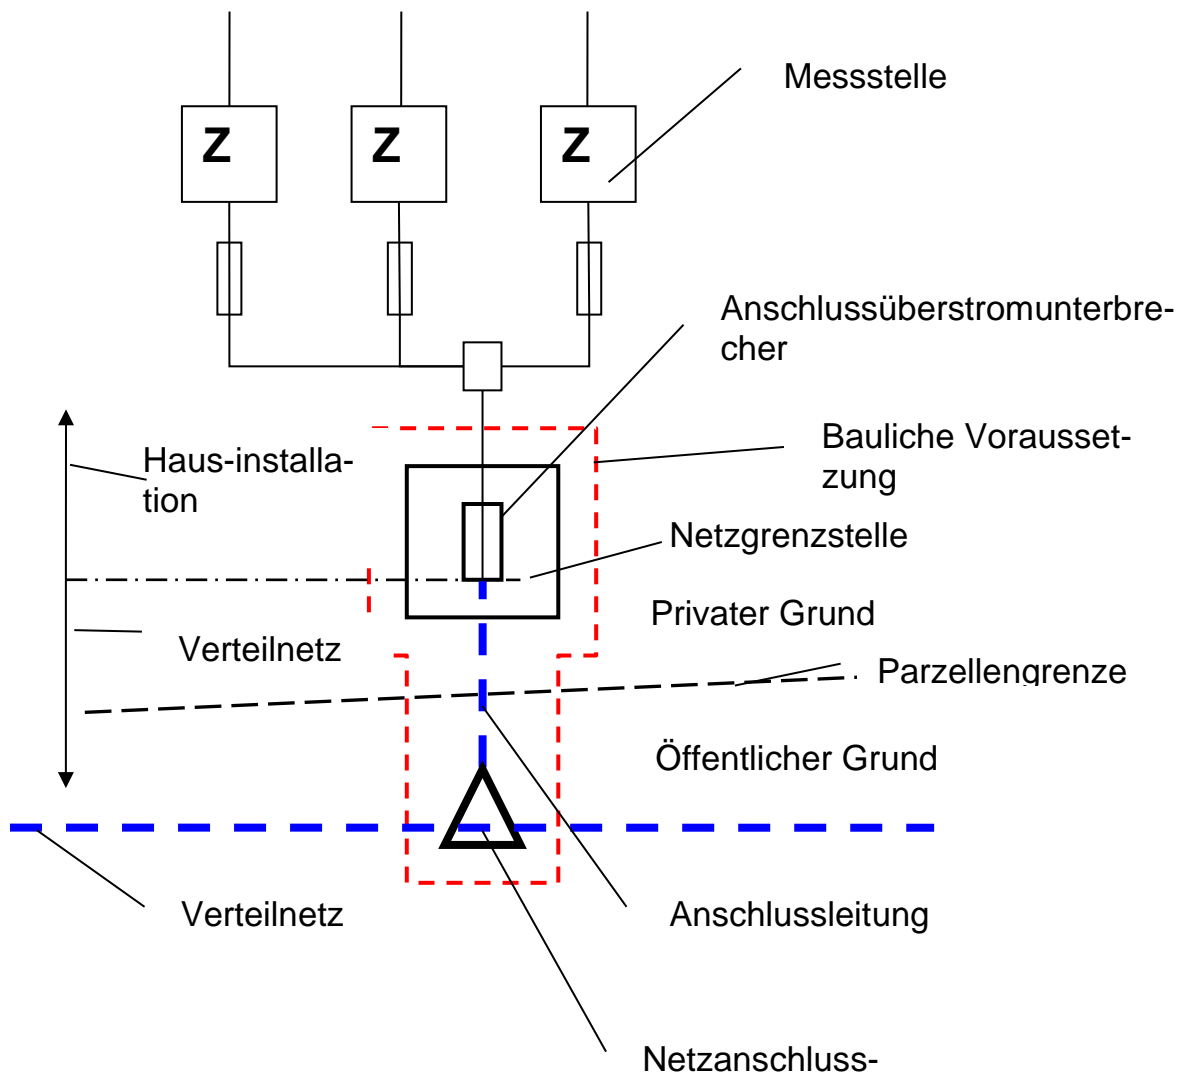 Messstelle
Z
Z
Z
Anschlussüberstromunterbre-
cher
Bauliche Vorausset-
zung
Haus-installa-
tion
Netzgrenzstelle
Privater Grund
Verteilnetz
Parzellengrenze
Öffentlicher Grund
Verteilnetz
Anschlussleitung
Netzanschluss-